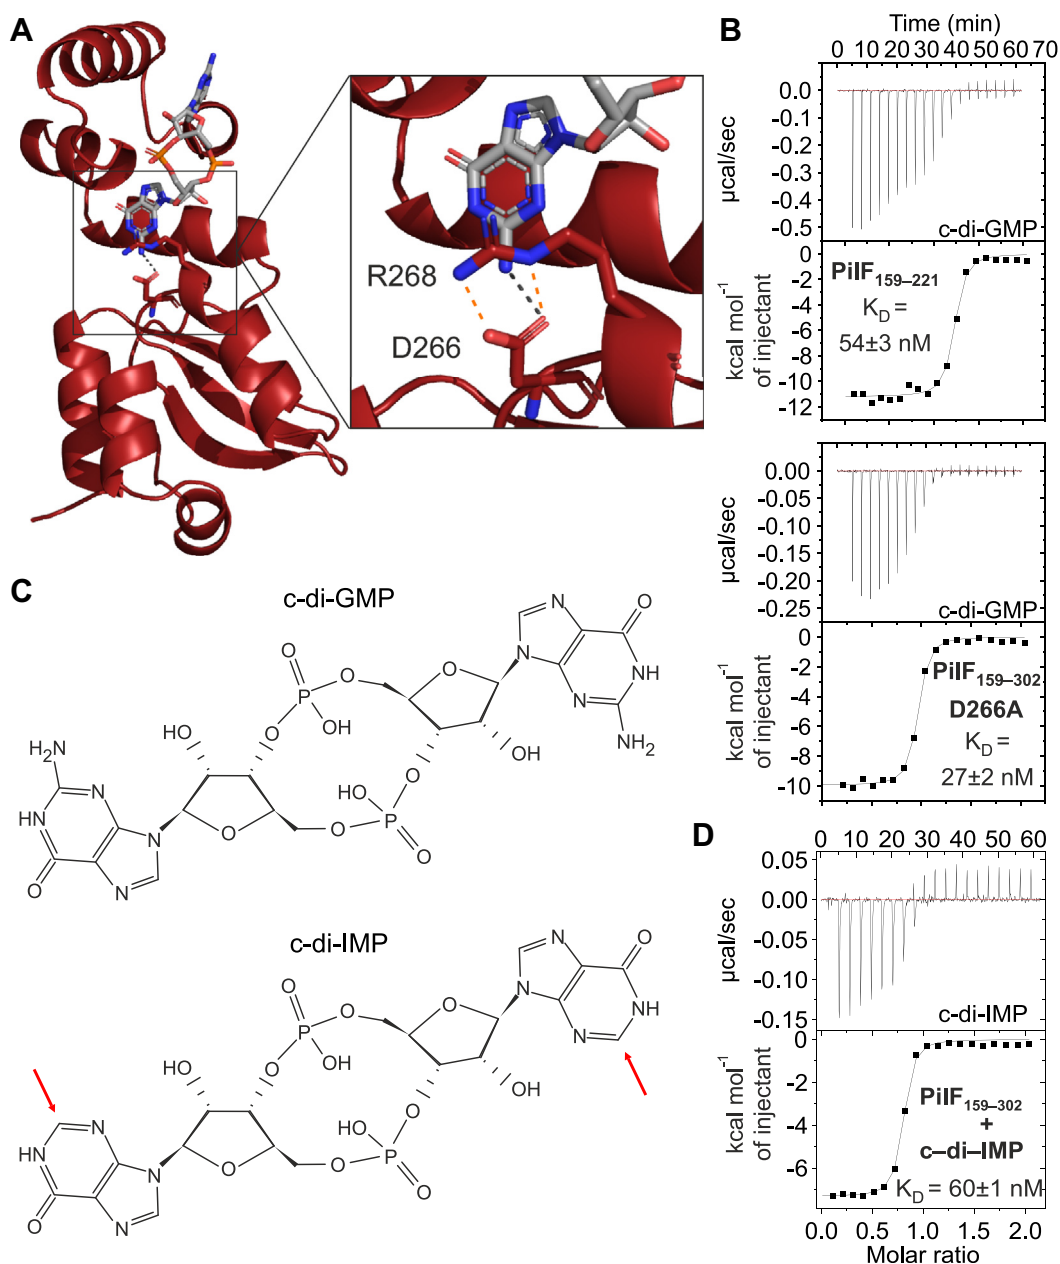 A
R268
D266
B
Time (min)
0 10 20 30 40 50 60 70
0.0
-0.1
-0.2
-0.3
-0.4
-0.5
µcal/sec
c-di-GMP
0
-2
-4
-6
-8
-10
-12
kcal mol-1
of injectant
PilF159–221
KD =
54±3 nM
0.00
-0.05
-0.10
-0.15
-0.20
-0.25
µcal/sec
c-di-GMP
0
-2
-4
-6
-8
-10
kcal mol-1
of injectant
PilF159–302
D266A
KD =
27±2 nM
C
c-di-GMP
O
N
N
NH
N
N
NH2
O
O
P
O
OH
O
OH
HO
O
O
HO
P
O
O
O
H2N
N
HN
N
O
N
c-di-IMP
O
N
N
NH
N
O
O
P
O
OH
O
OH
HO
O
O
HO
P
O
O
O
N
HN
N
O
N
D
0 10 20 30 40 50 60
0.05
0.00
-0.05
-0.10
-0.15
µcal/sec
c-di-IMP
0
-2
-4
-6
kcal mol-1
of injectant
PilF159–302
+
c–di–IMP
KD = 60±1 nM
0.0 0.5 1.0 1.5 2.0
Molar ratio